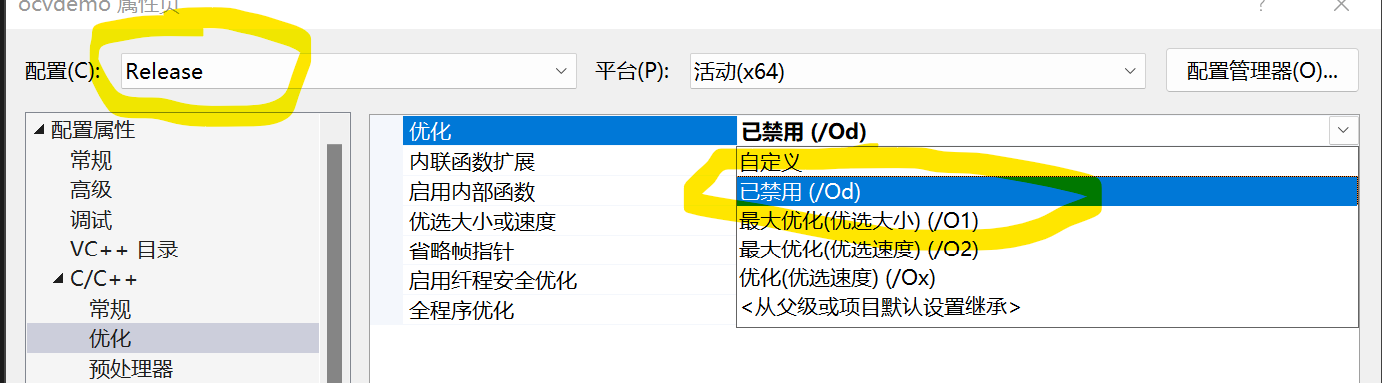 ocvdemo 属性页
? ×
配置(C): Release 平台(P): 活动(x64) 配置管理器(O)...
配置属性
常规
高级
调试
VC++ 目录
C/C++
常规
优化
预处理器
优化 已禁用 (/Od)
内联函数扩展
启用内部函数
优选大小或速度
省略帧指针
启用纤程安全优化
全程序优化
自定义
已禁用 (/Od)
最大优化(优选大小) (/O1)
最大优化(优选速度) (/O2)
优化(优选速度) (/Ox)
<从父级或项目默认设置继承>